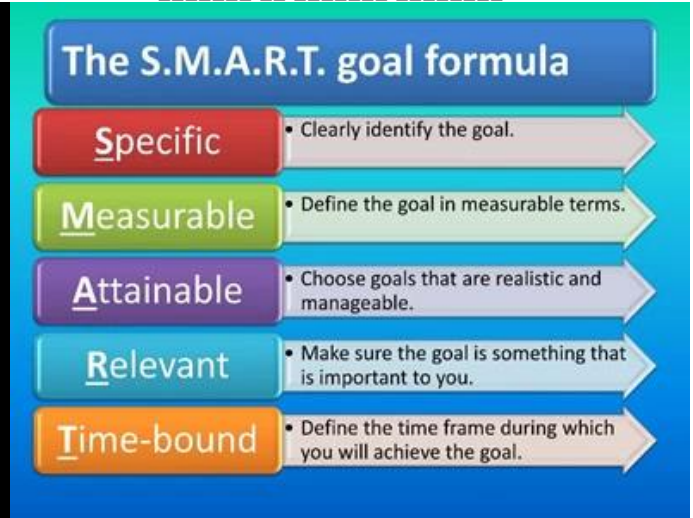 The S.M.A.R.T. goal formula
Specific
• Clearly identify the goal.
Measurable
• Define the goal in measurable terms.
Attainable
• Choose goals that are realistic and
manageable.
Relevant
• Make sure the goal is something that
is important to you.
Time-bound
• Define the time frame during which
you will achieve the goal.